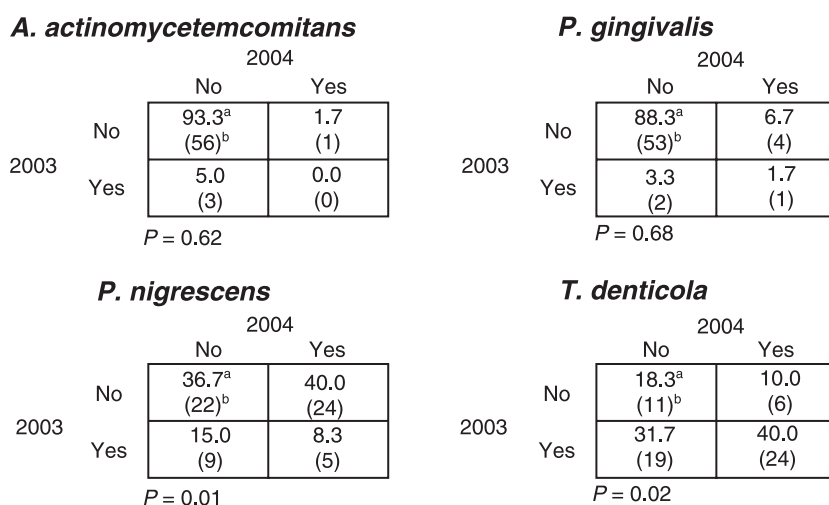 A. actinomycetemcomitans
2004
No Yes
2003
No 93.3ᵃ 1.7
(56)ᵇ (1)
Yes 5.0 0.0
(3) (0)
P = 0.62
P. gingivalis
2004
No Yes
2003
No 88.3ᵃ 6.7
(53)ᵇ (4)
Yes 3.3 1.7
(2) (1)
P = 0.68
P. nigrescens
2004
No Yes
2003
No 36.7ᵃ 40.0
(22)ᵇ (24)
Yes 15.0 8.3
(9) (5)
P = 0.01
T. denticola
2004
No Yes
2003
No 18.3ᵃ 10.0
(11)ᵇ (6)
Yes 31.7 40.0
(19) (24)
P = 0.02